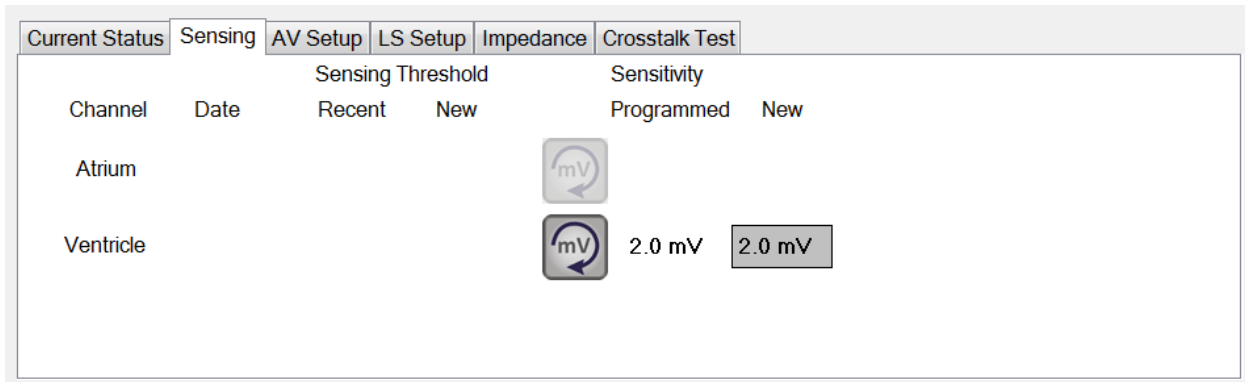 Current Status Sensing AV Setup LS Setup Impedance Crosstalk Test
Sensing Threshold Sensitivity
Channel Date Recent New Programmed New
Atrium mV
Ventricle mV 2.0 mV 2.0 mV